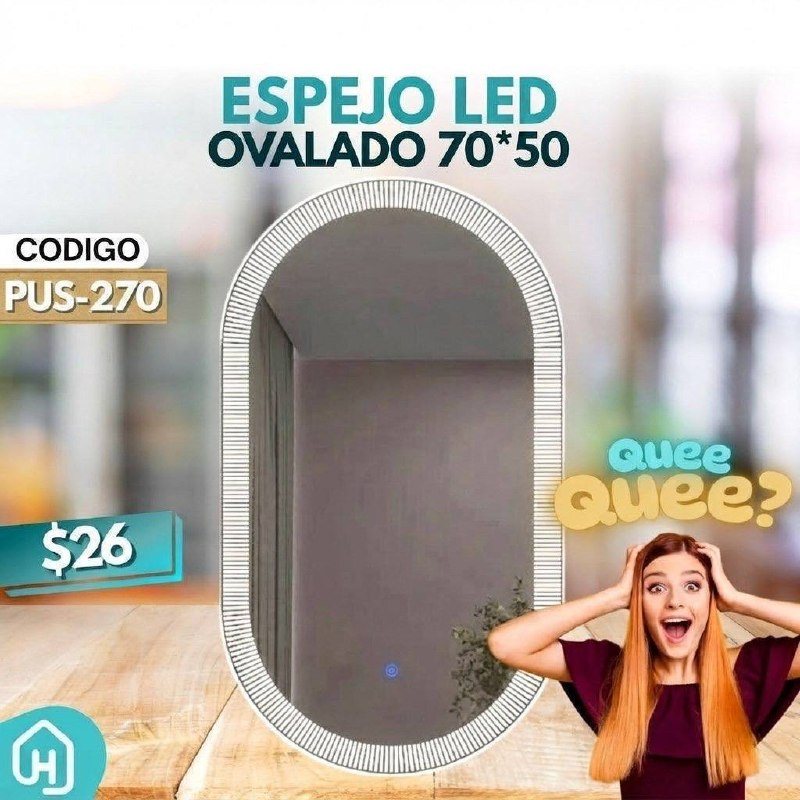 ESPEJO LED
OVALADO 70*50
CODIGO
PUS-270
Quee
Quee?
$26
H